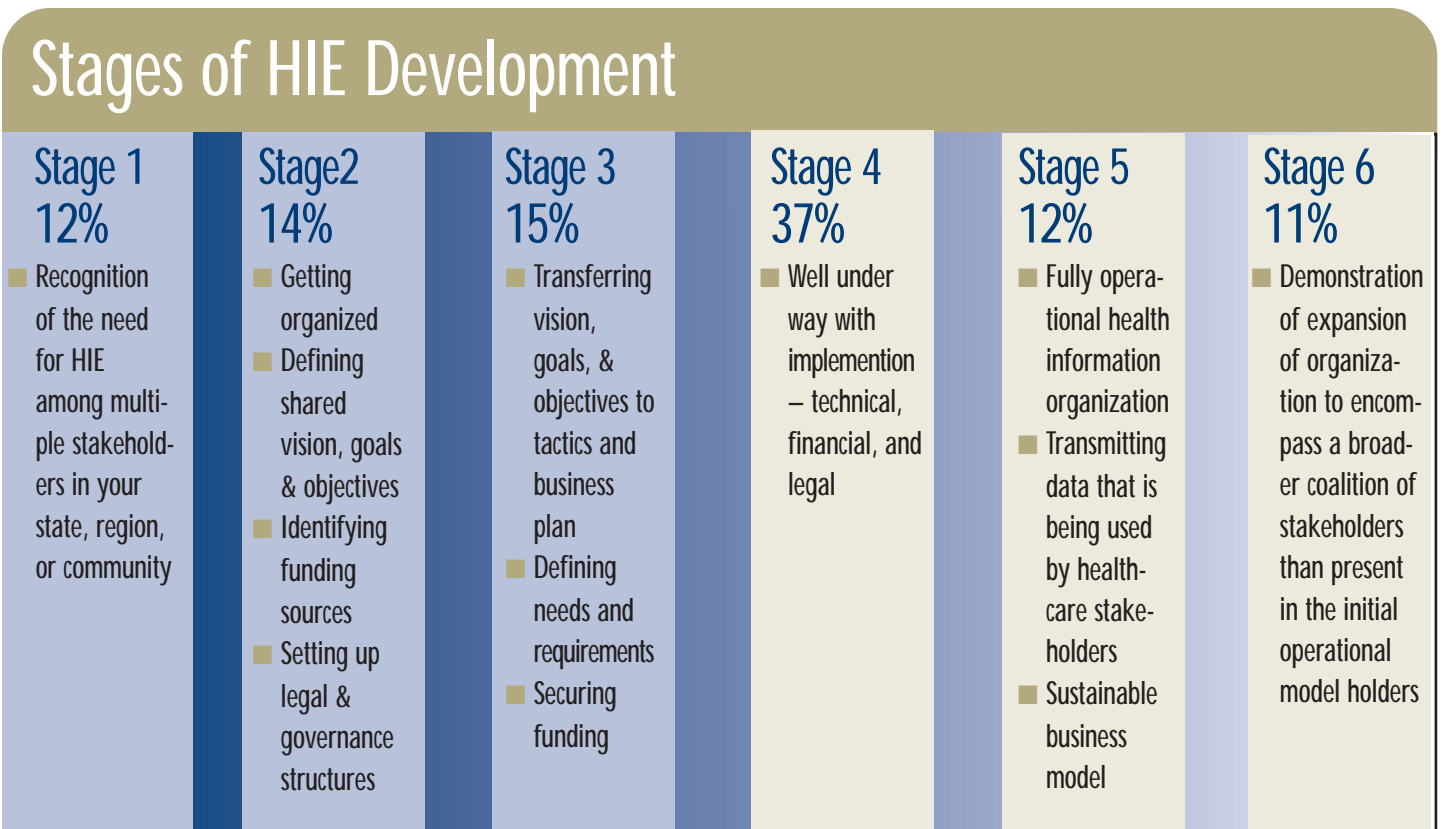 Stages of HIE Development
Stage 1
12%
Recognition
of the need
for HIE
among multi-
ple stakehold-
ers in your
state, region,
or community
Stage2
14%
Getting
organized
Defining
shared
vision, goals
& objectives
Identifying
funding
sources
Setting up
legal &
governance
structures
Stage 3
15%
Transferring
vision,
goals, &
objectives to
tactics and
business
plan
Defining
needs and
requirements
Securing
funding
Stage 4
37%
Well under
way with
implemention
– technical,
financial, and
legal
Stage 5
12%
Fully opera-
tional health
information
organization
Transmitting
data that is
being used
by health-
care stake-
holders
Sustainable
business
model
Stage 6
11%
Demonstration
of expansion
of organiza-
tion to encom-
pass a broad-
er coalition of
stakeholders
than present
in the initial
operational
model holders